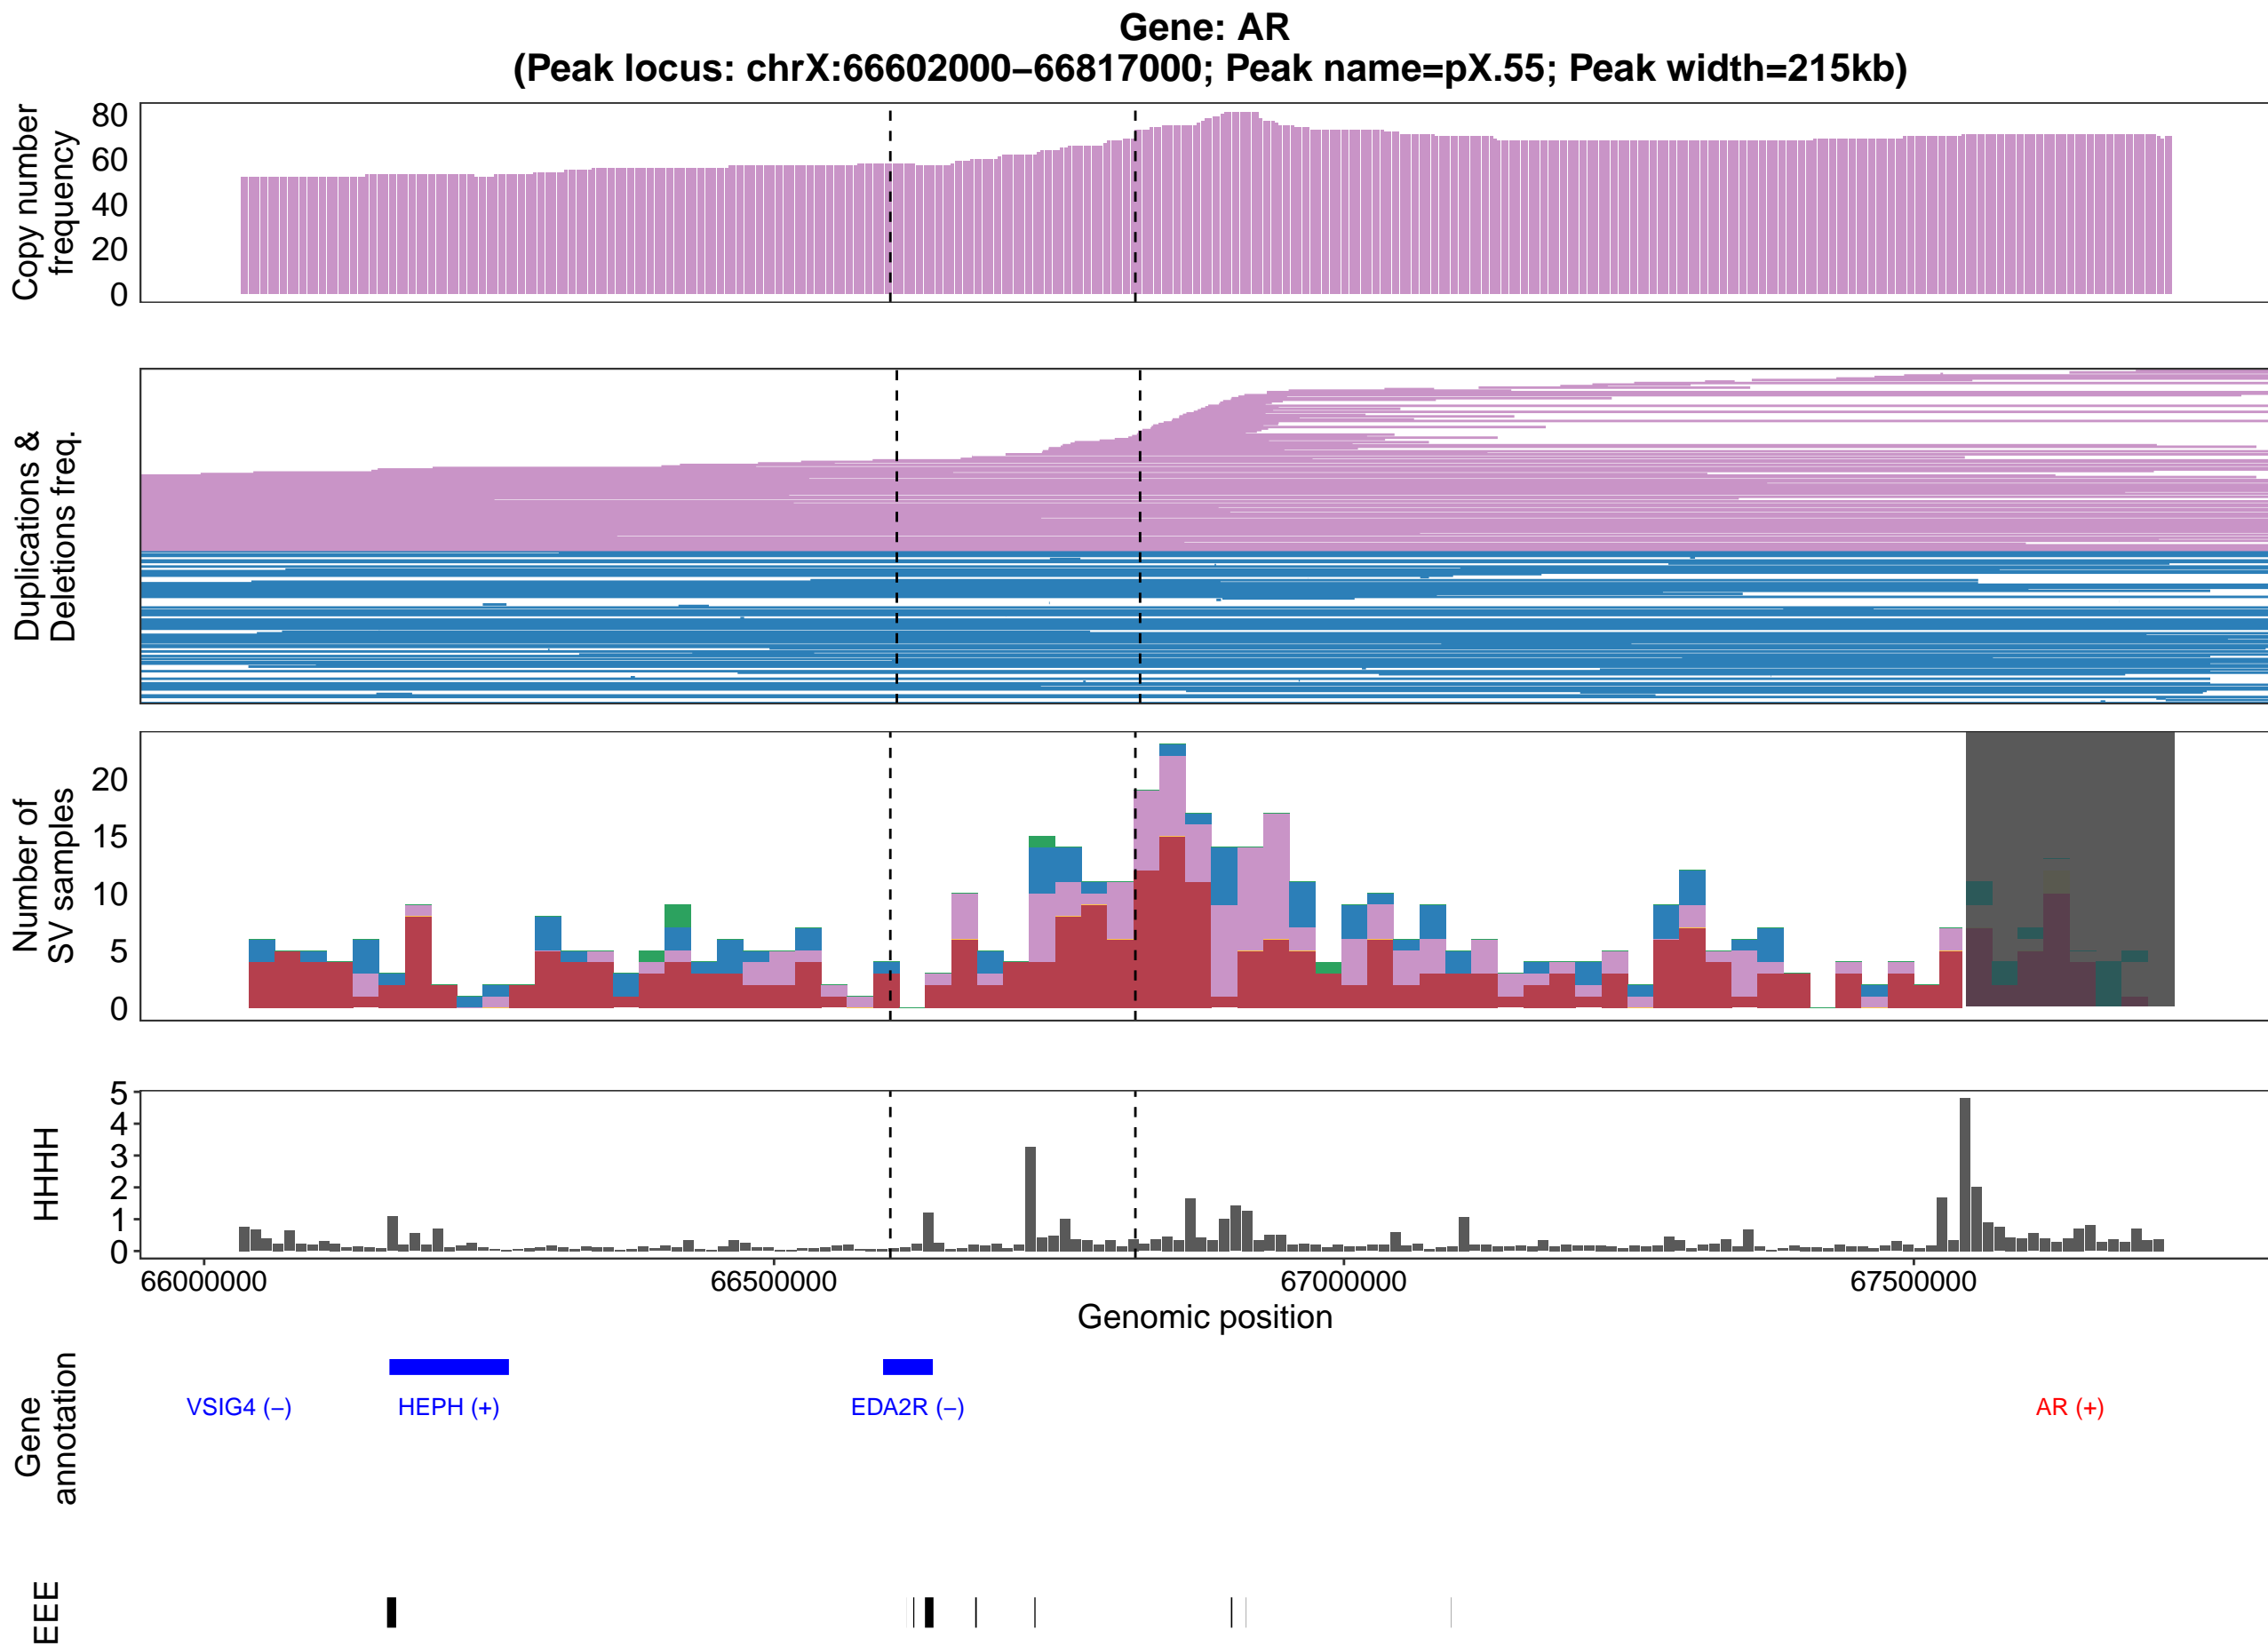 Gene: AR
(Peak locus: chrX:66602000−66817000; Peak name=pX.55; Peak width=215kb)
Copy number
frequency
80
60
40
20
0
Duplications &
Deletions freq.
Number of
SV samples
20
15
10
5
0
HHHH
5
4
3
2
1
0
66000000
66500000
67000000
67500000
Genomic position
Gene
annotation
VSIG4 (−)
HEPH (+)
EDA2R (−)
AR (+)
EEE